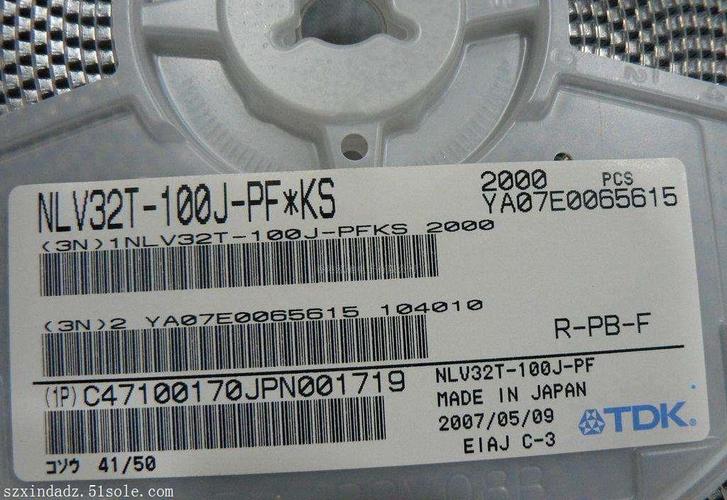 NLV32T-100J-PF*KS
2000 PCS
YA07E0065615
(3N)1NLV32T-100J-PFKS 2000
(3N)2 YA07E0065615 104010
R-PB-F
(1P)C47100170JPN001719
NLV32T-100J-PF
MADE IN JAPAN
2007/05/09
EIAJ C-3
TDK
コソウ 41/50
szxindadz.51sole.com